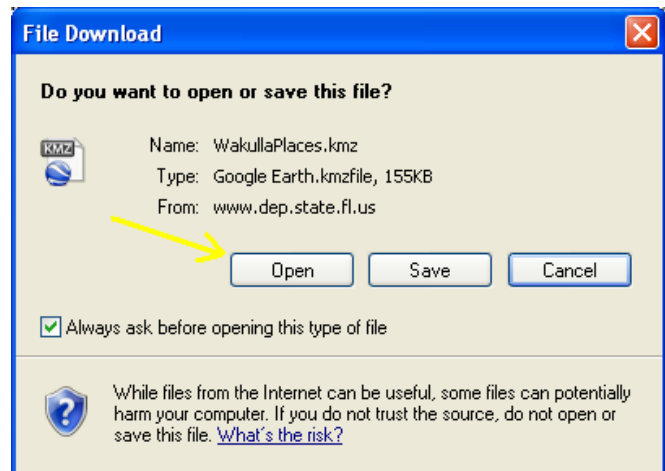 File Download
Do you want to open or save this file?
KMZ
Name: WakullaPlaces.kmz
Type: Google Earth.kmzfile, 155KB
From: www.dep.state.fl.us
Open Save Cancel
Always ask before opening this type of file
While files from the Internet can be useful, some files can potentially
harm your computer. If you do not trust the source, do not open or
save this file. What's the risk?